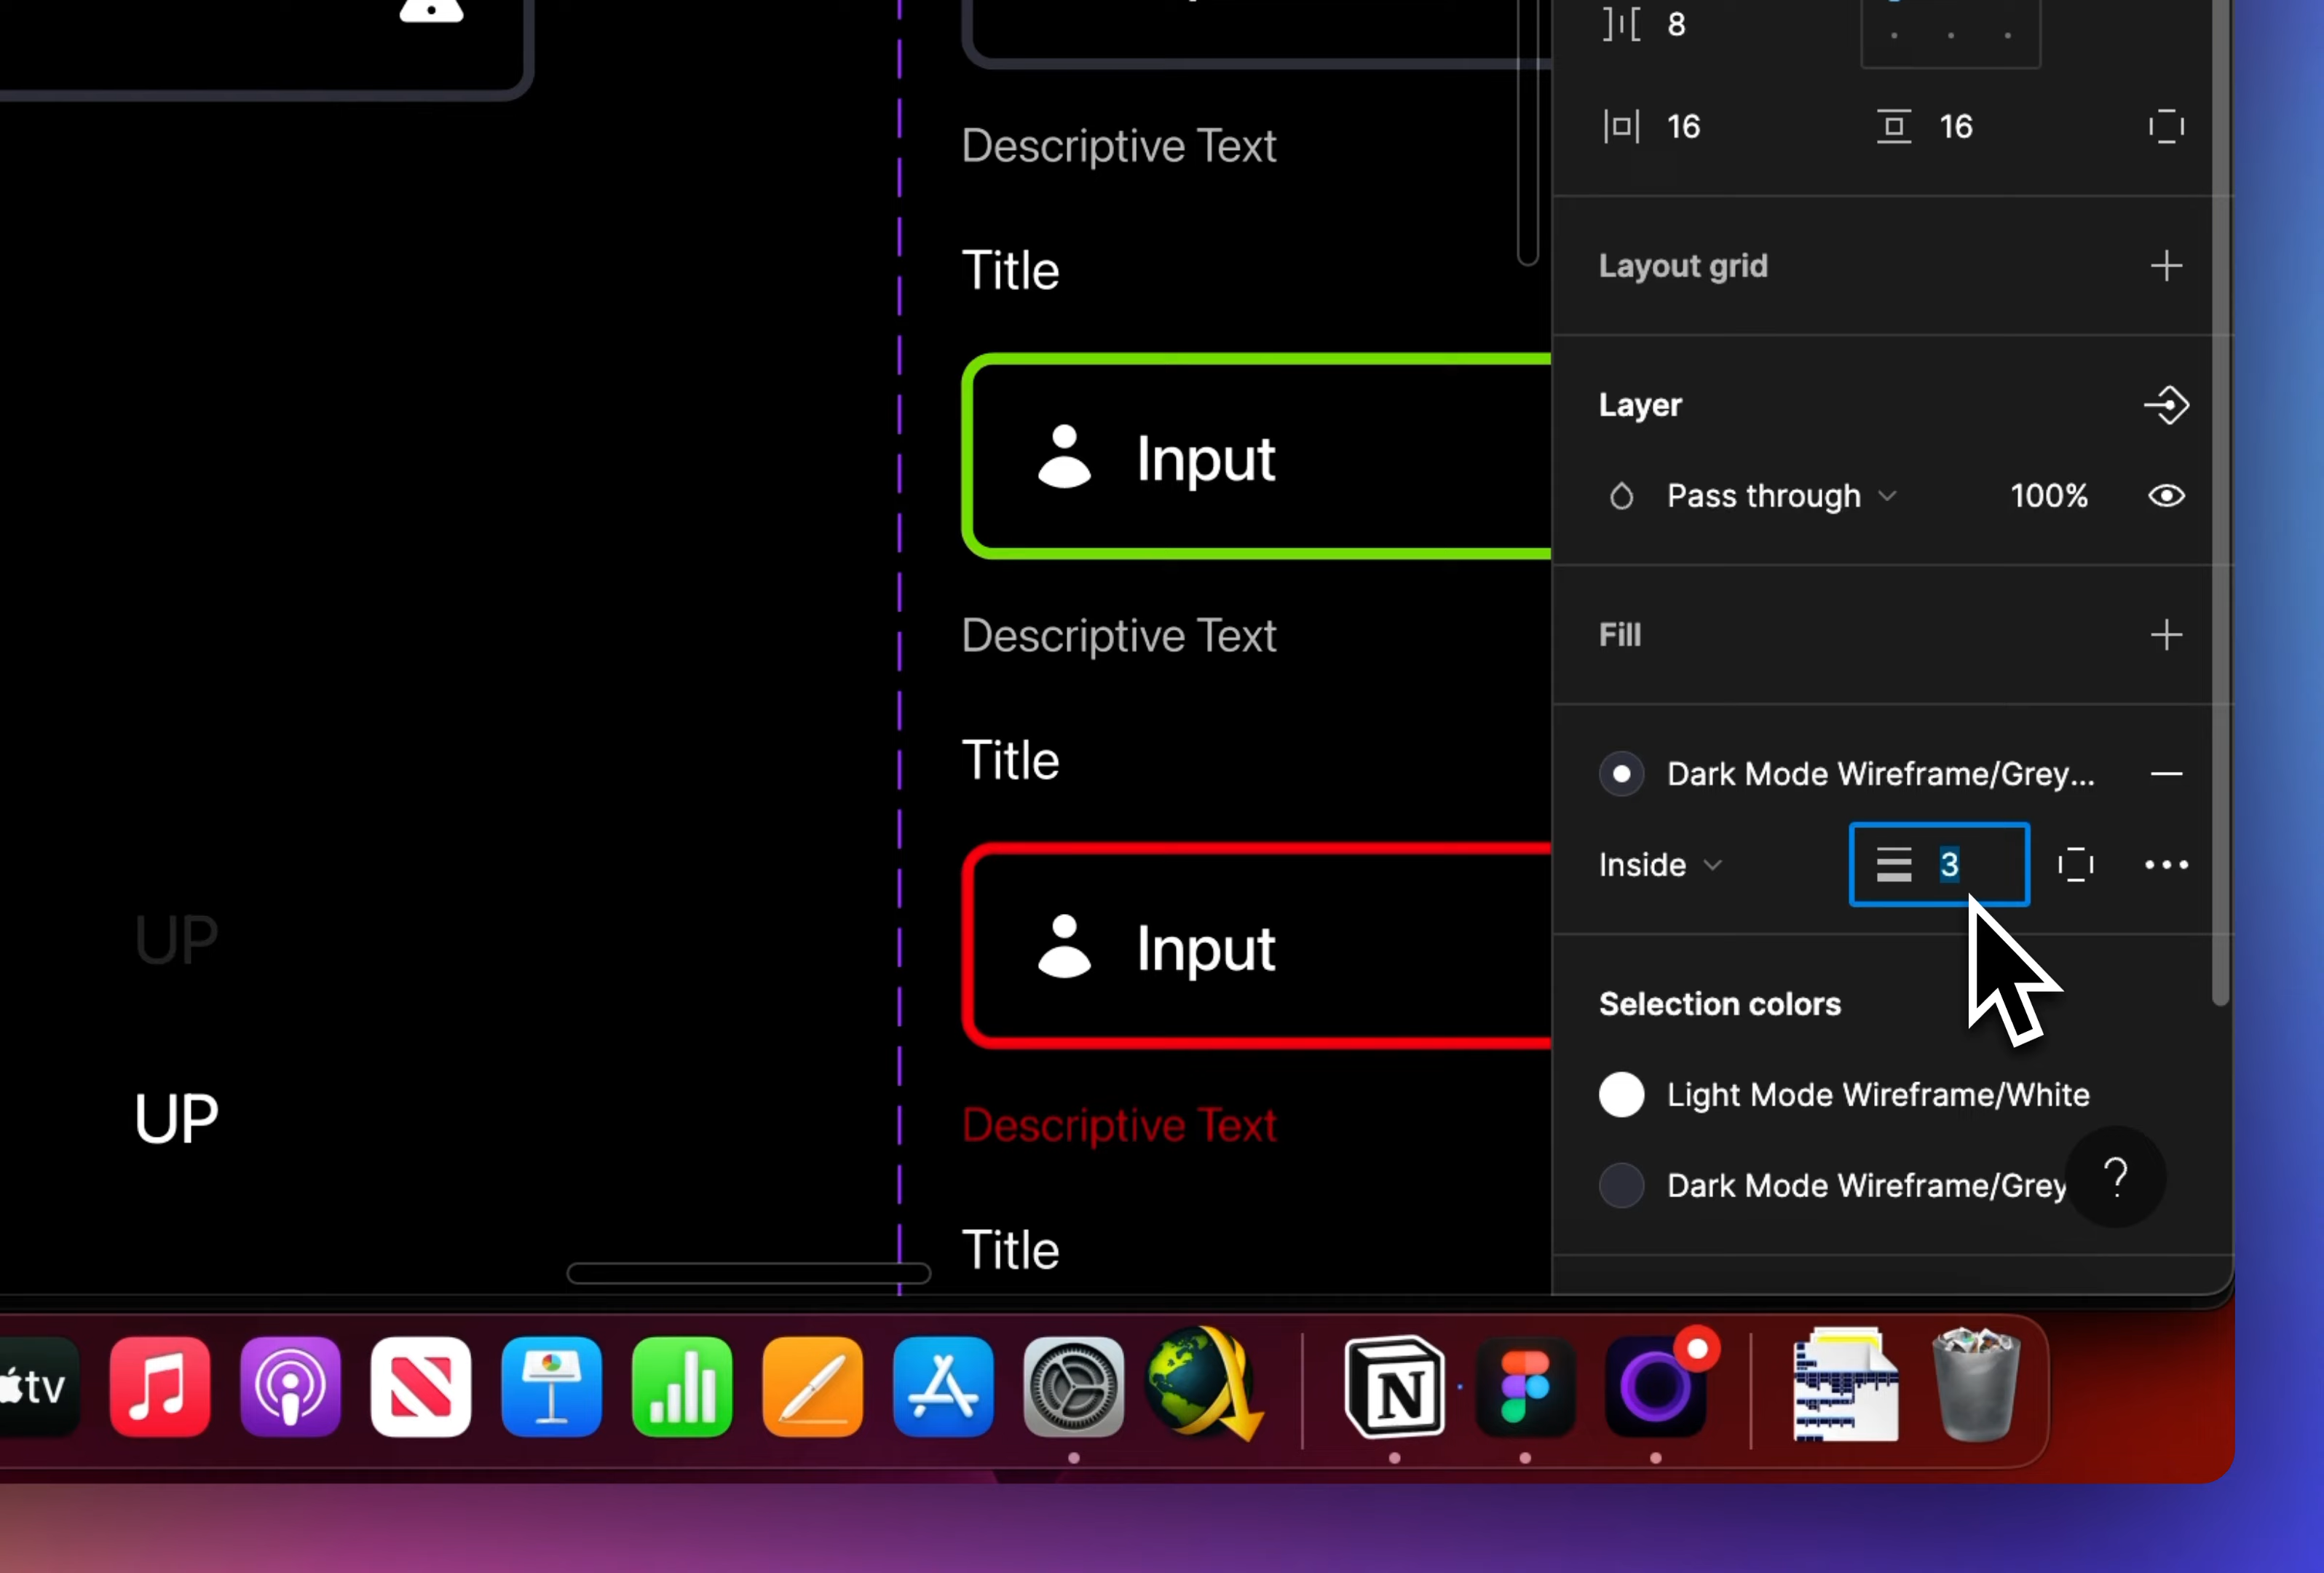 8
16
16
Descriptive Text
Title
Layout grid
Layer
Input
Pass through
100%
Descriptive Text
Fill
Title
Dark Mode Wireframe/Grey...
Inside
3
UP
Input
Selection colors
Light Mode Wireframe/White
UP
Descriptive Text
Dark Mode Wireframe/Grey
?
Title
tv
N